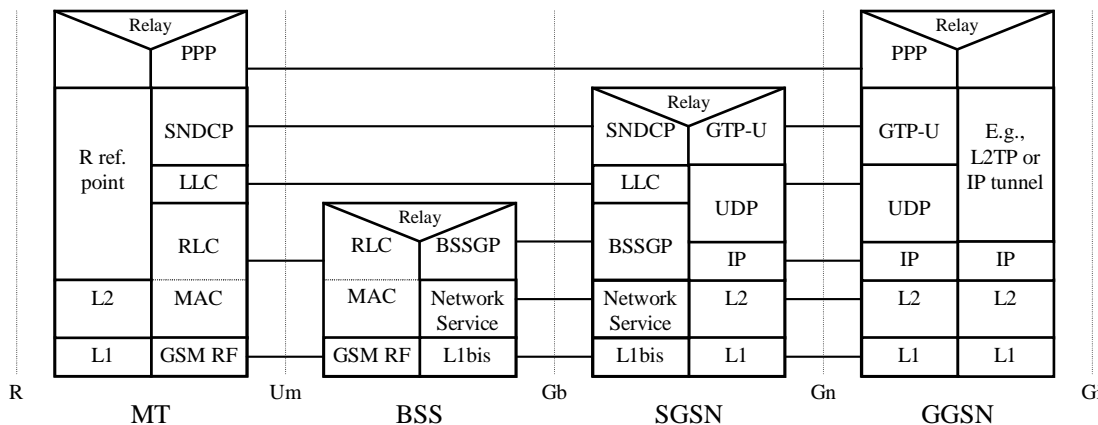 Relay
Relay
PPP
PPP
Relay
SNDCP
SNDCP
GTP-U
GTP-U
E.g.,
L2TP or
IP tunnel
R ref.
point
LLC
LLC
UDP
UDP
Relay
RLC
RLC
BSSGP
BSSGP
IP
IP
IP
L2
MAC
MAC
Network
Service
Network
Service
L2
L2
L2
L1
GSM RF
GSM RF
L1bis
L1bis
L1
L1
L1
R
Um
Gb
Gn
MT
BSS
SGSN
GGSN